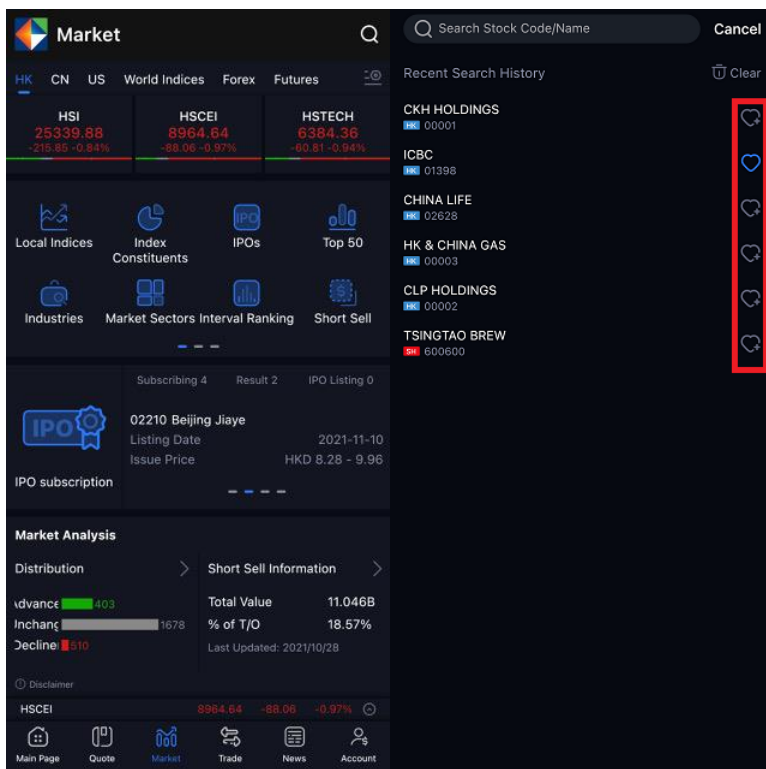 Market
HK CN US World Indices Forex Futures
HSI HSCEI HSTECH
25339.88 8964.64 6384.36
-215.85 -0.84% -88.06 -0.97% -60.81 -0.94%
Local Indices Index Constituents IPOs Top 50
Industries Market Sectors Interval Ranking Short Sell
Subscribing 4 Result 2 IPO Listing 0
IPO
02210 Beijing Jiaye
Listing Date 2021-11-10
Issue Price HKD 8.28 - 9.96
IPO subscription
Market Analysis
Distribution
Advance 403
Unchang 1678
Decline 510
Short Sell Information
Total Value 11.046B
% of T/O 18.57%
Last Updated: 2021/10/28
Disclaimer
HSCEI 8964.64 -88.06 -0.97%
Main Page Quote Market Trade News Account
Search Stock Code/Name Cancel
Recent Search History Clear
CKH HOLDINGS
HK 00001
ICBC
HK 01398
CHINA LIFE
HK 02628
HK & CHINA GAS
HK 00003
CLP HOLDINGS
HK 00002
TSINGTAO BREW
SH 600600